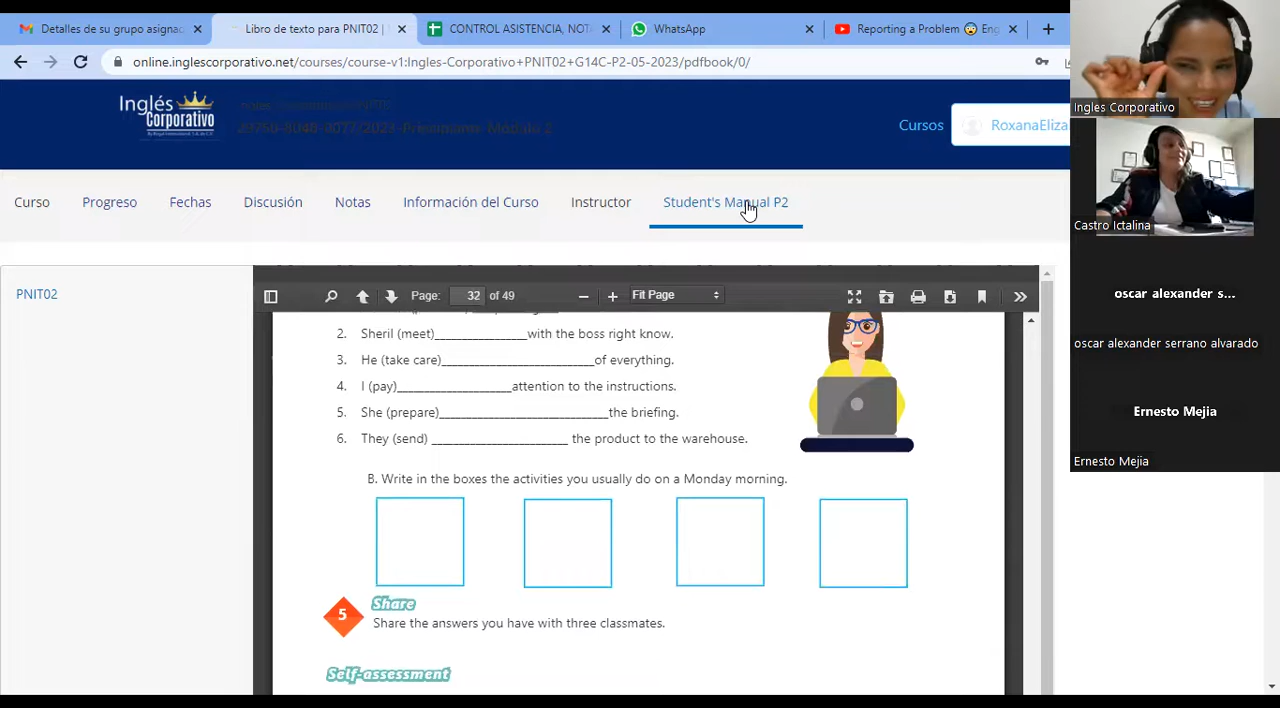 Detalles de su grupo asignac
Libro de texto para PNIT02 |
CONTROL ASISTENCIA, NOTA
WhatsApp
Reporting a Problem 😨 Eng
online.inglescorporativo.net/courses/course-v1:Ingles-Corporativo+PNIT02+G14C-P2-05-2023/pdfbook/0/
Inglés
Corporativo
Cursos
RoxanaEliza
Curso
Progreso
Fechas
Discusión
Notas
Información del Curso
Instructor
Student's Manual P2
PNIT02
Page: 32 of 49
Fit Page
2. Sheril (meet)________________with the boss right know.
3. He (take care)___________________________of everything.
4. I (pay)____________________attention to the instructions.
5. She (prepare)______________________________the briefing.
6. They (send) ________________________ the product to the warehouse.
B. Write in the boxes the activities you usually do on a Monday morning.
5
Share
Share the answers you have with three classmates.
Self-assessment
Ingles Corporativo
Castro Ictalina
oscar alexander s...
oscar alexander serrano alvarado
Ernesto Mejia
Ernesto Mejia